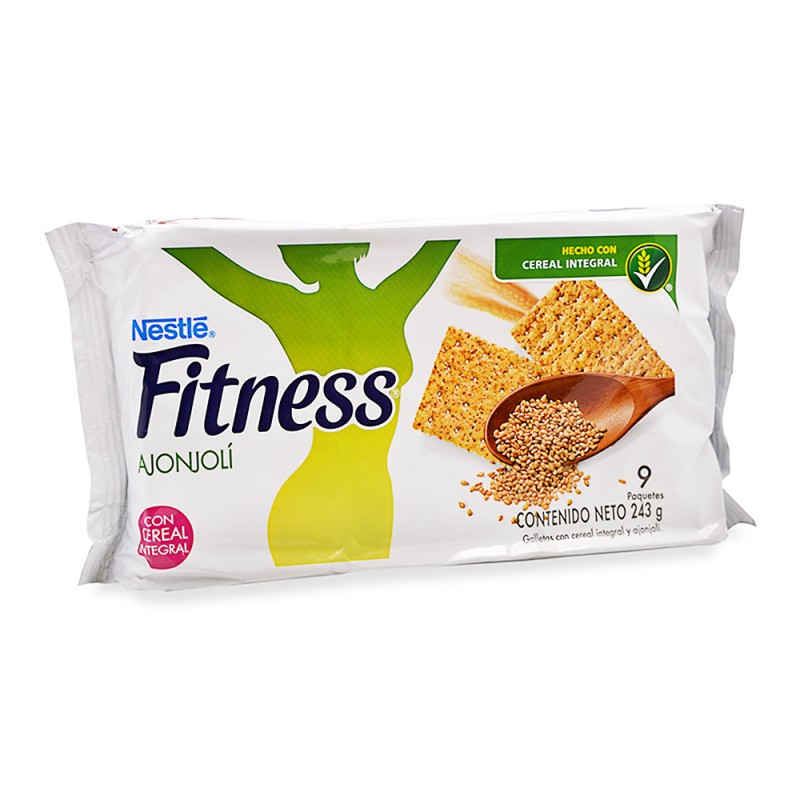 HECHO CON
CEREAL INTEGRAL
®
Nestlé®
Fitness®
AJONJOLÍ
CON
CEREAL
INTEGRAL
9
Paquetes
CONTENIDO NETO 243 g
Galletas con cereal integral y ajonjolí.